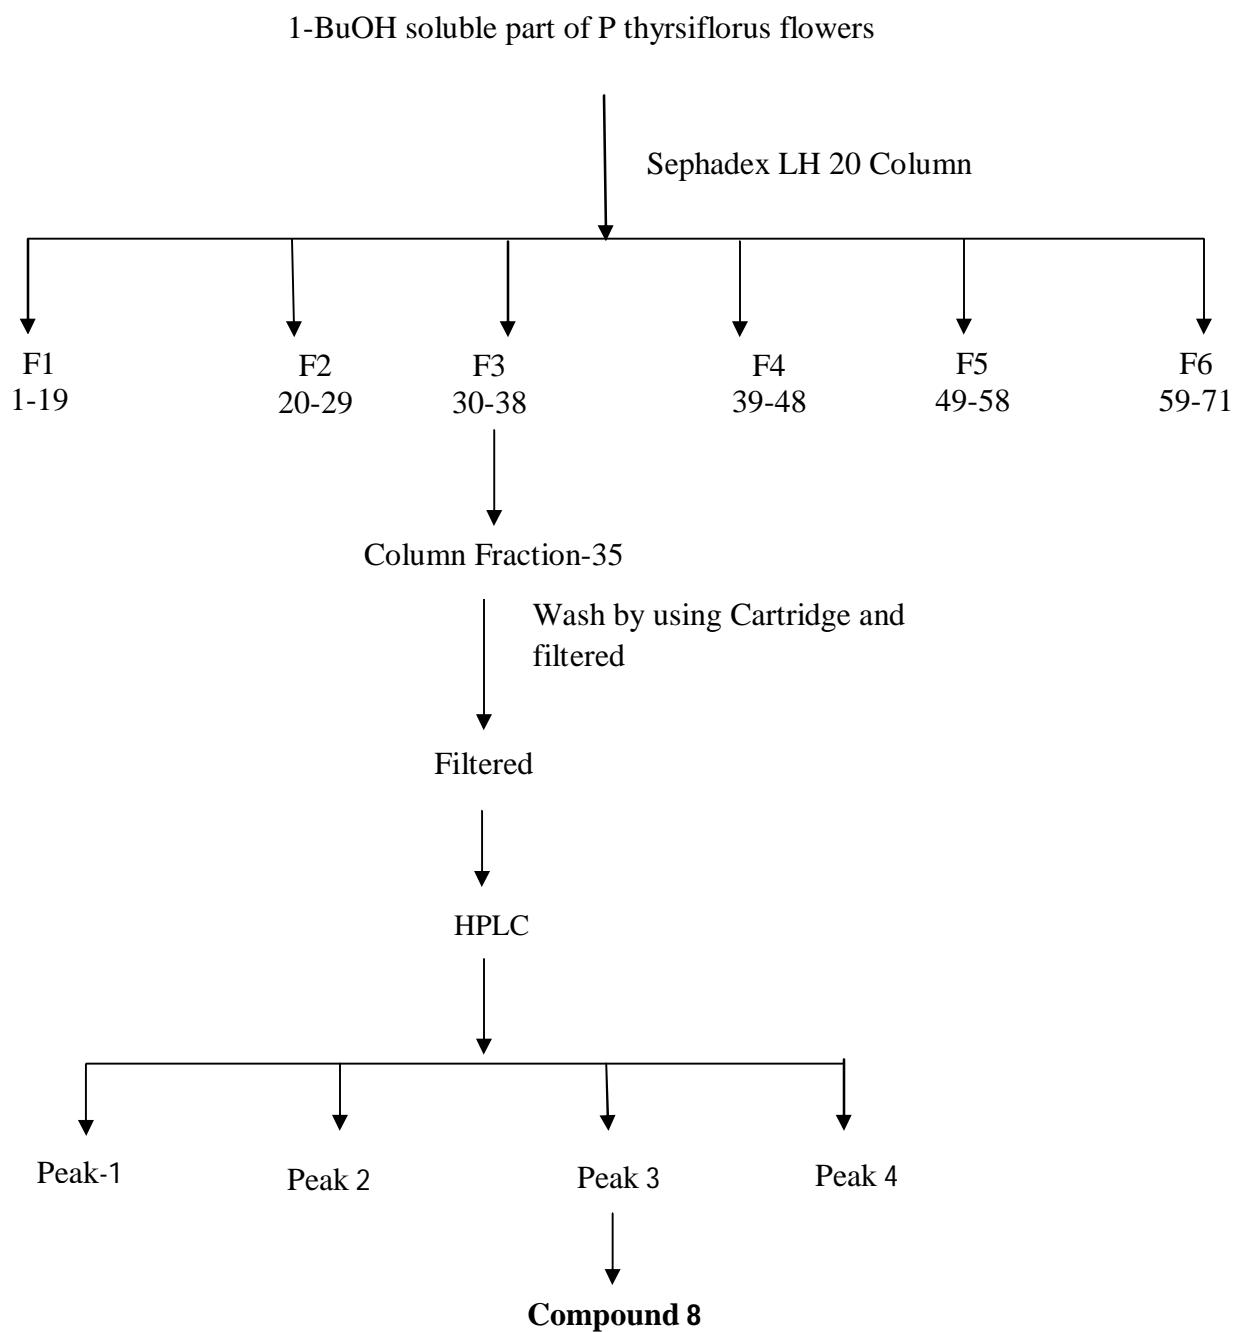 1-BuOH soluble part of P thyrsiflorus flowers
Sephadex LH 20 Column
F1
1-19
F2
20-29
F3
30-38
F4
39-48
F5
49-58
F6
59-71
Column Fraction-35
Wash by using Cartridge and
filtered
Filtered
HPLC
Peak-1
Peak 2
Peak 3
Peak 4
Compound 8